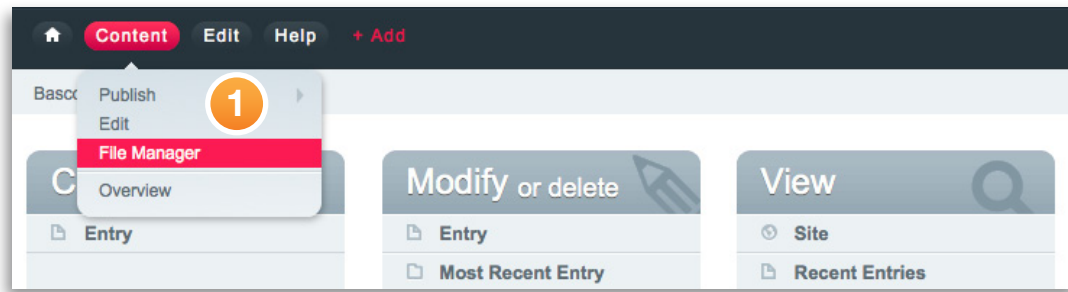 Content Edit Help + Add
Basco
Publish
1
Edit
File Manager
Overview
C
Entry
Modify or delete
Entry
Most Recent Entry
View
Site
Recent Entries